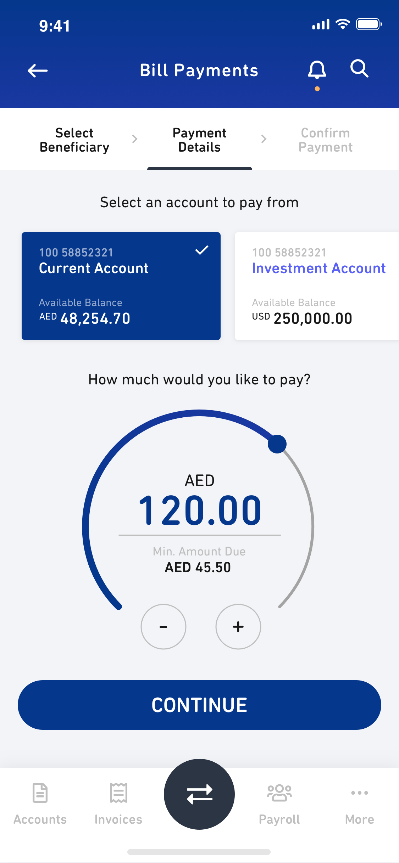 9:41
Bill Payments
Select
Beneficiary
Payment
Details
Confirm
Payment
Select an account to pay from
100 58852321
Current Account
Available Balance
AED 48,254.70
100 58852321
Investment Account
Available Balance
USD 250,000.00
How much would you like to pay?
AED
120.00
Min. Amount Due
AED 45.50
- +
CONTINUE
Accounts Invoices Payroll More